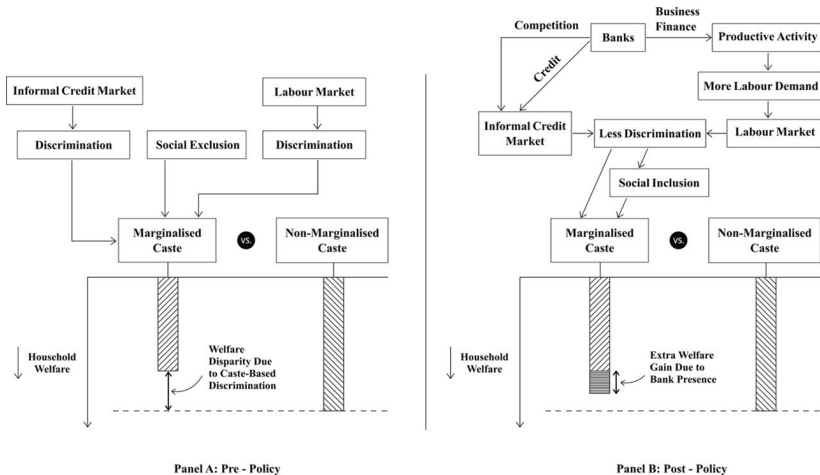 Informal Credit Market
Labour Market
Discrimination
Social Exclusion
Discrimination
Marginalised
Caste
vs.
Non-Marginalised
Caste
Household
Welfare
Welfare
Disparity Due
to Caste-Based
Discrimination
Panel A: Pre - Policy
Competition
Banks
Business
Finance
Productive Activity
Credit
More Labour Demand
Informal Credit
Market
Less Discrimination
Labour Market
Social Inclusion
Marginalised
Caste
vs.
Non-Marginalised
Caste
Household
Welfare
Extra Welfare
Gain Due to
Bank Presence
Panel B: Post - Policy